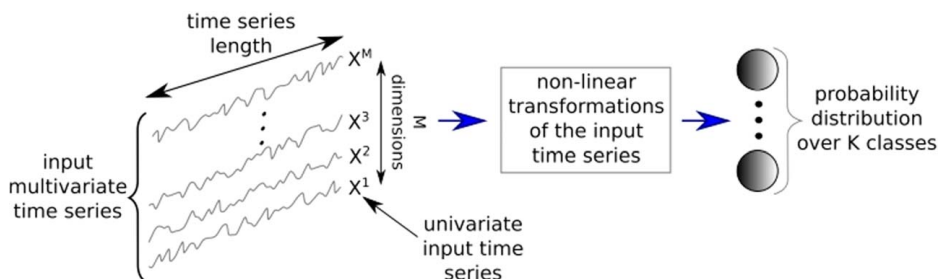 time series
length
X^M
X^3
X^2
X^1
dimensions
M
input
multivariate
time series
univariate
input time
series
non-linear
transformations
of the input
time series
probability
distribution
over K classes